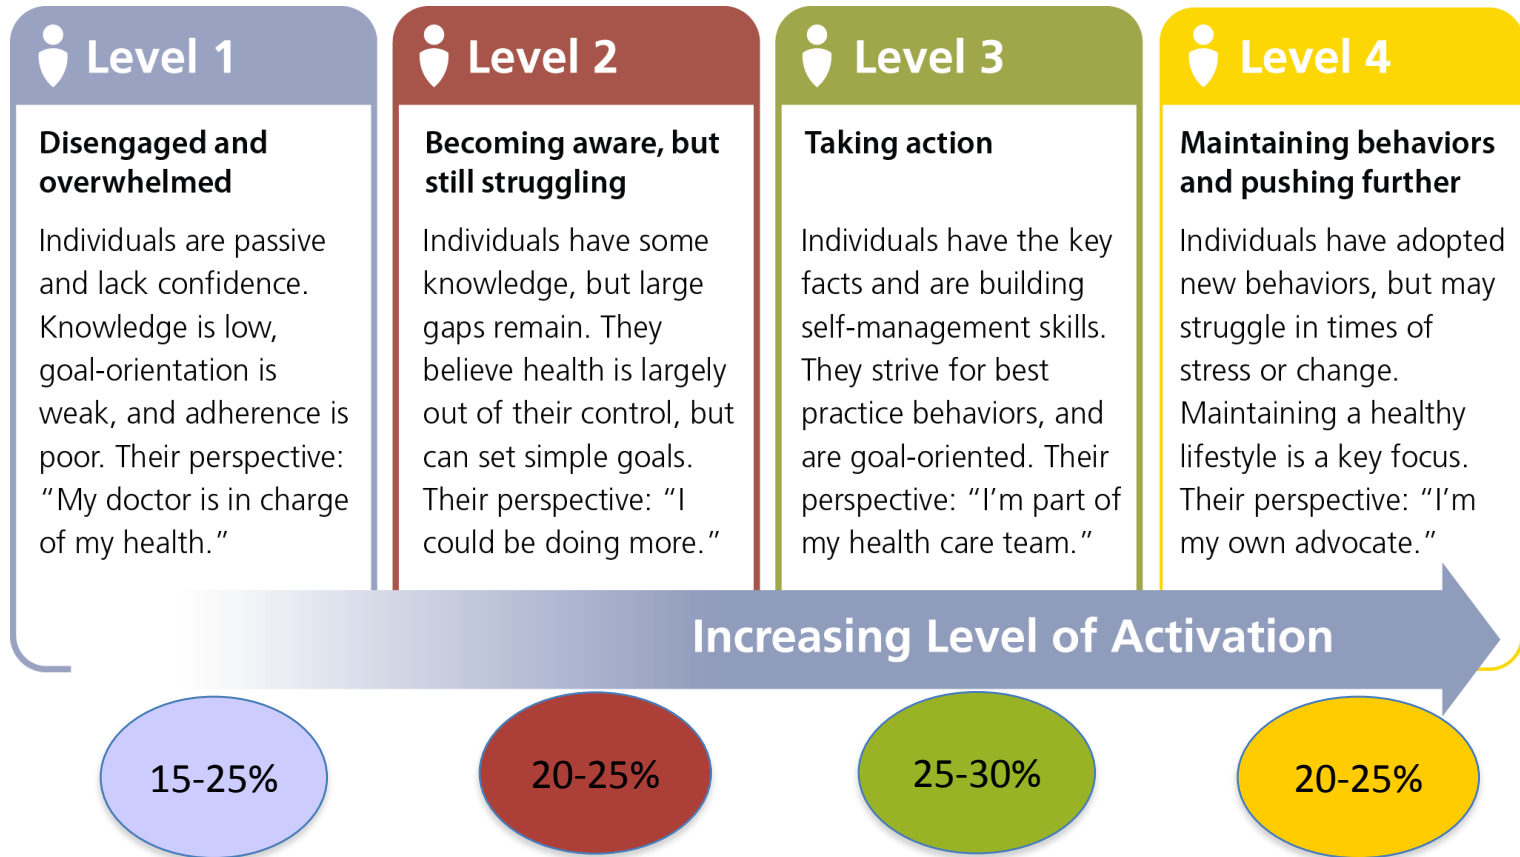 Level 1
Disengaged and
overwhelmed
Individuals are passive
and lack confidence.
Knowledge is low,
goal-orientation is
weak, and adherence is
poor. Their perspective:
“My doctor is in charge
of my health.”
Level 2
Becoming aware, but
still struggling
Individuals have some
knowledge, but large
gaps remain. They
believe health is largely
out of their control, but
can set simple goals.
Their perspective: “I
could be doing more.”
Level 3
Taking action
Individuals have the key
facts and are building
self-management skills.
They strive for best
practice behaviors, and
are goal-oriented. Their
perspective: “I’m part of
my health care team.”
Level 4
Maintaining behaviors
and pushing further
Individuals have adopted
new behaviors, but may
struggle in times of
stress or change.
Maintaining a healthy
lifestyle is a key focus.
Their perspective: “I’m
my own advocate.”
Increasing Level of Activation
15-25%
20-25%
25-30%
20-25%